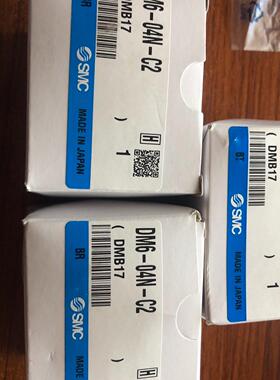 SMC
MADE IN JAPAN
DM6-04N-C2
DMB17
)
H
1
SMC
MADE IN JAPAN
BR
DM6-04N-C2
( DMB17
)
H
1
( DMB17
SMC
MADE IN JAPAN
1